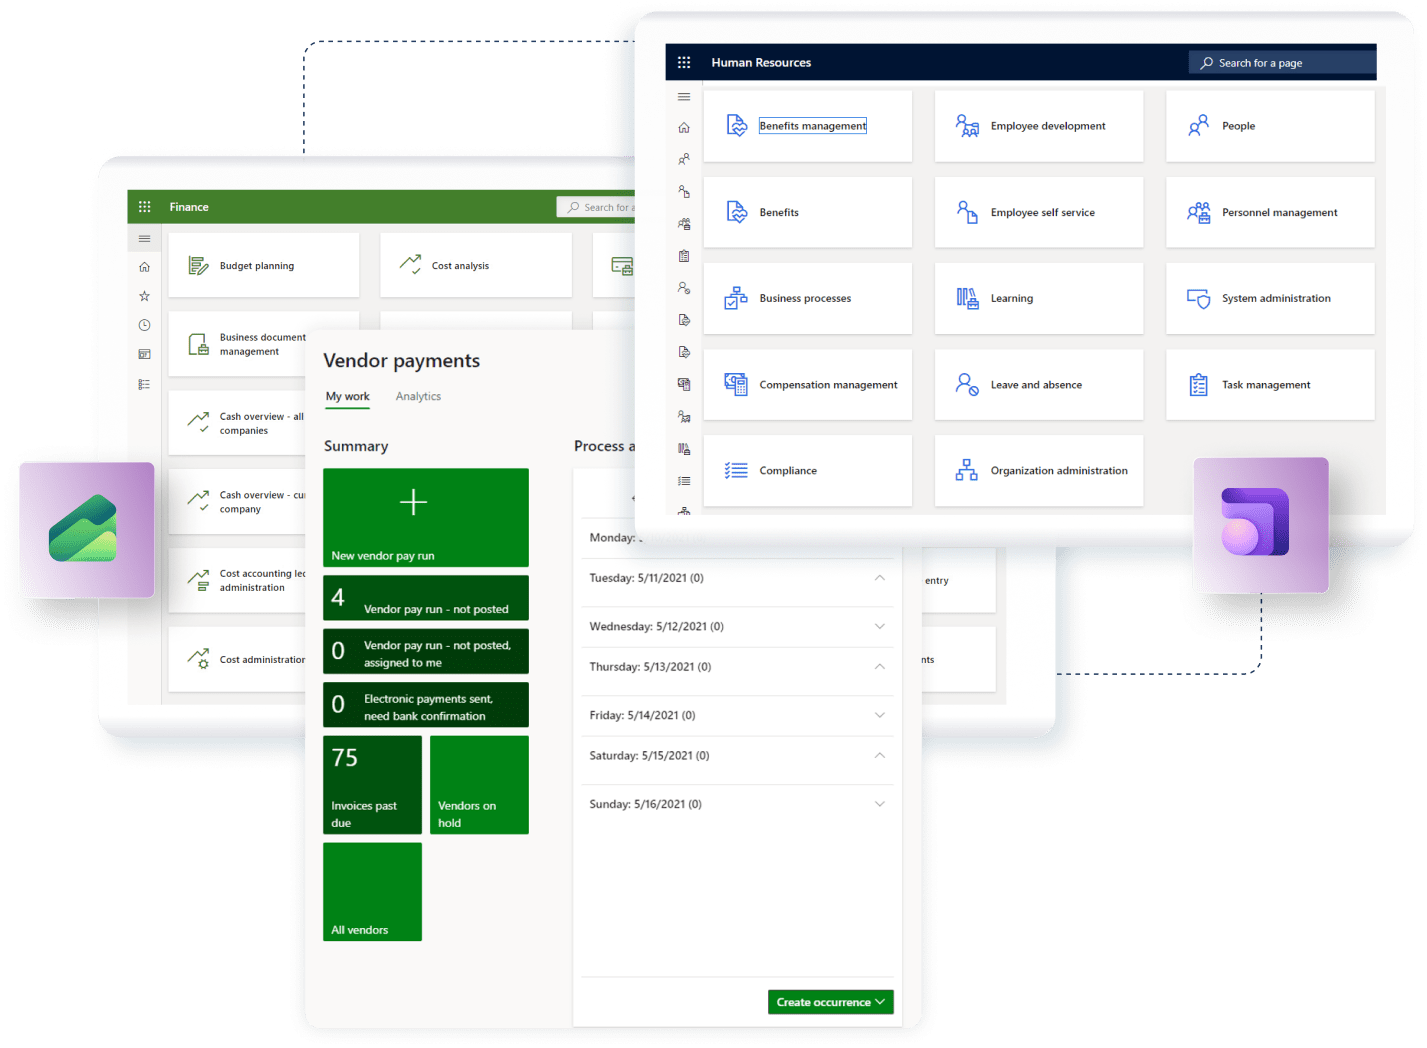 Human Resources
Search for a page
Benefits management
Employee development
People
Benefits
Employee self service
Personnel management
Business processes
Learning
System administration
Compensation management
Leave and absence
Task management
Compliance
Organization administration
Finance
Search for a
Budget planning
Cost analysis
Business document
management
Cash overview - all
companies
Cash overview - cu
company
Cost accounting led
administration
Cost administration
entry
nts
Vendor payments
My work
Analytics
Summary
Process a
New vendor pay run
4
Vendor pay run - not posted
0
Vendor pay run - not posted,
assigned to me
0
Electronic payments sent,
need bank confirmation
75
Invoices past
due
Vendors on
hold
All vendors
Monday:
Tuesday: 5/11/2021 (0)
Wednesday: 5/12/2021 (0)
Thursday: 5/13/2021 (0)
Friday: 5/14/2021 (0)
Saturday: 5/15/2021 (0)
Sunday: 5/16/2021 (0)
Create occurrence